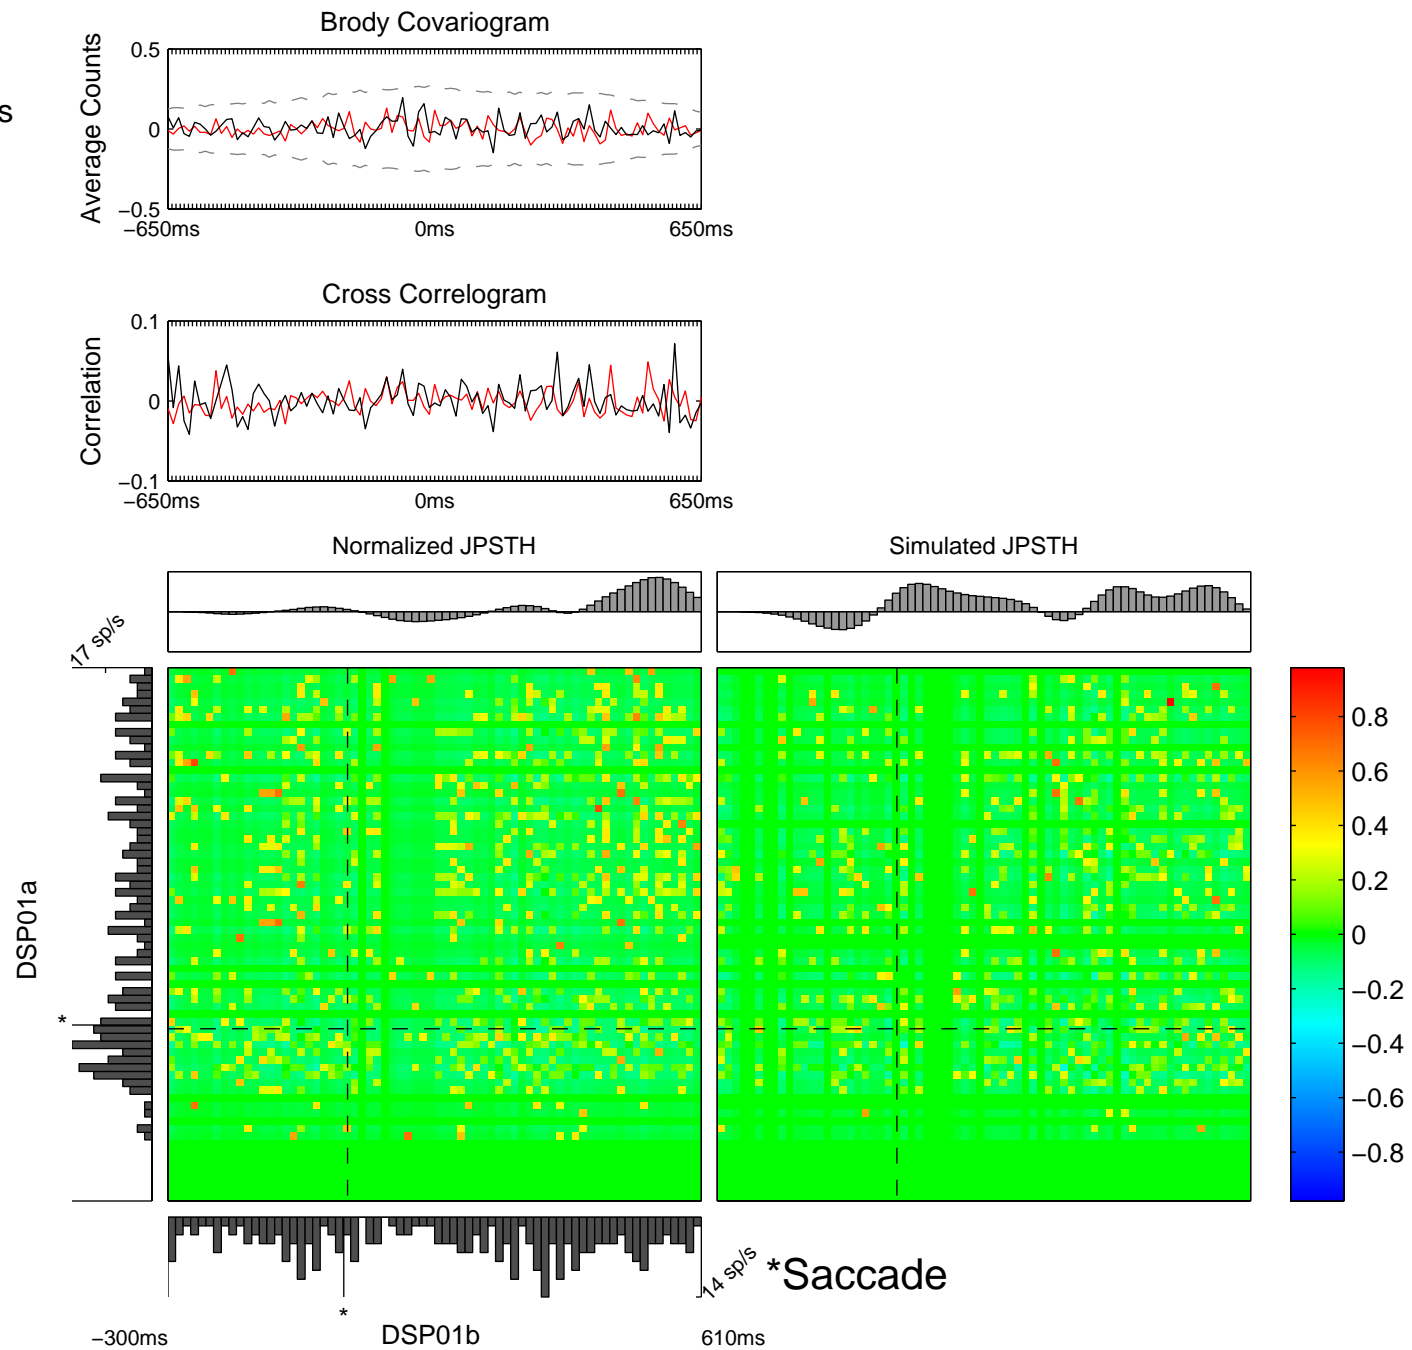 Brody Covariogram
Average Counts
0.5
0
−0.5
−650ms 0ms 650ms
s
Cross Correlogram
Correlation
0.1
0
−0.1
−650ms 0ms 650ms
Normalized JPSTH
Simulated JPSTH
17 sp/s
DSP01a
*
0.8
0.6
0.4
0.2
0
−0.2
−0.4
−0.6
−0.8
14 sp/s
*Saccade
*
−300ms DSP01b 610ms